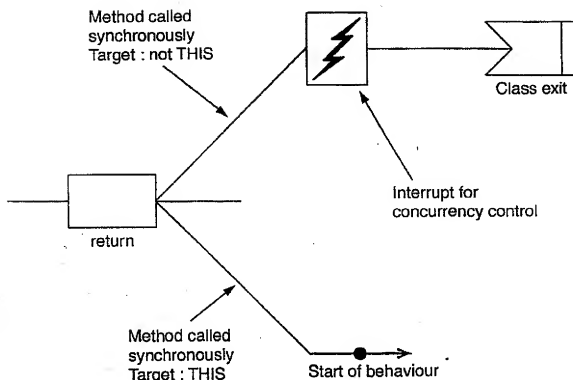 Method called
synchronously
Target : not THIS
Class exit
Interrupt for
concurrency control
return
Method called
synchronously
Target : THIS
Start of behaviour